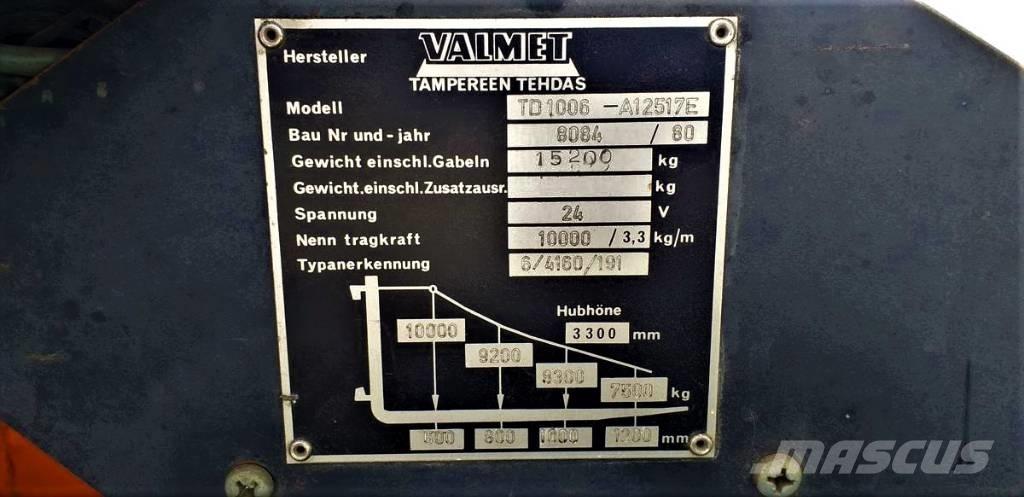 Hersteller VALMET
TAMPEREEN TEHDAS
Modell TD1006 -A12517E
Bau Nr und-jahr 8084 / 80
Gewicht einschl.Gabeln 15200 kg
Gewicht.einschl.Zusatzausr. kg
Spannung 24 V
Nenn tragkraft 10000 / 3,3 kg/m
Typanerkennung 6/4160/191
Hubhöne
10000 3300 mm
9200
8300
7500 kg
600 800 1000 1200 mm
MASCUS